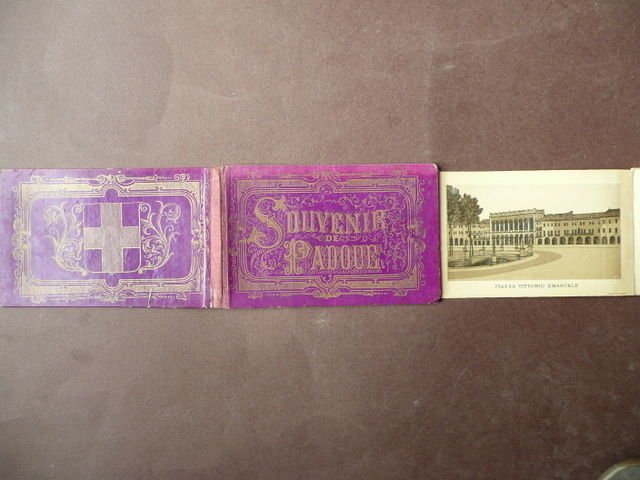 SOUVENIR
DE
PADOUE
PIAZZA VITTORIO EMANUELE